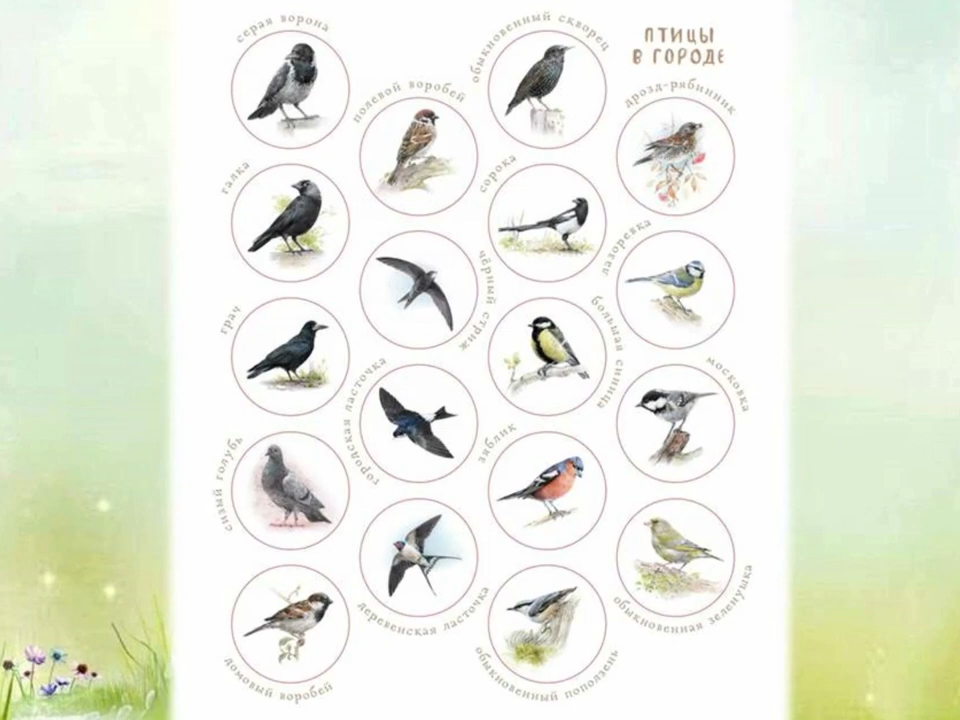 ПТИЦЫ
В ГОРОДЕ
серая ворона
галка
грач
сизый голубь
домовый воробей
полевой воробей
чёрный стриж
городская ласточка
деревенская ласточка
обыкновенный скворец
сорока
большая синица
зяблик
обыкновенный поползень
дрозд-рябинник
лазоревка
московка
обыкновенная зеленушка